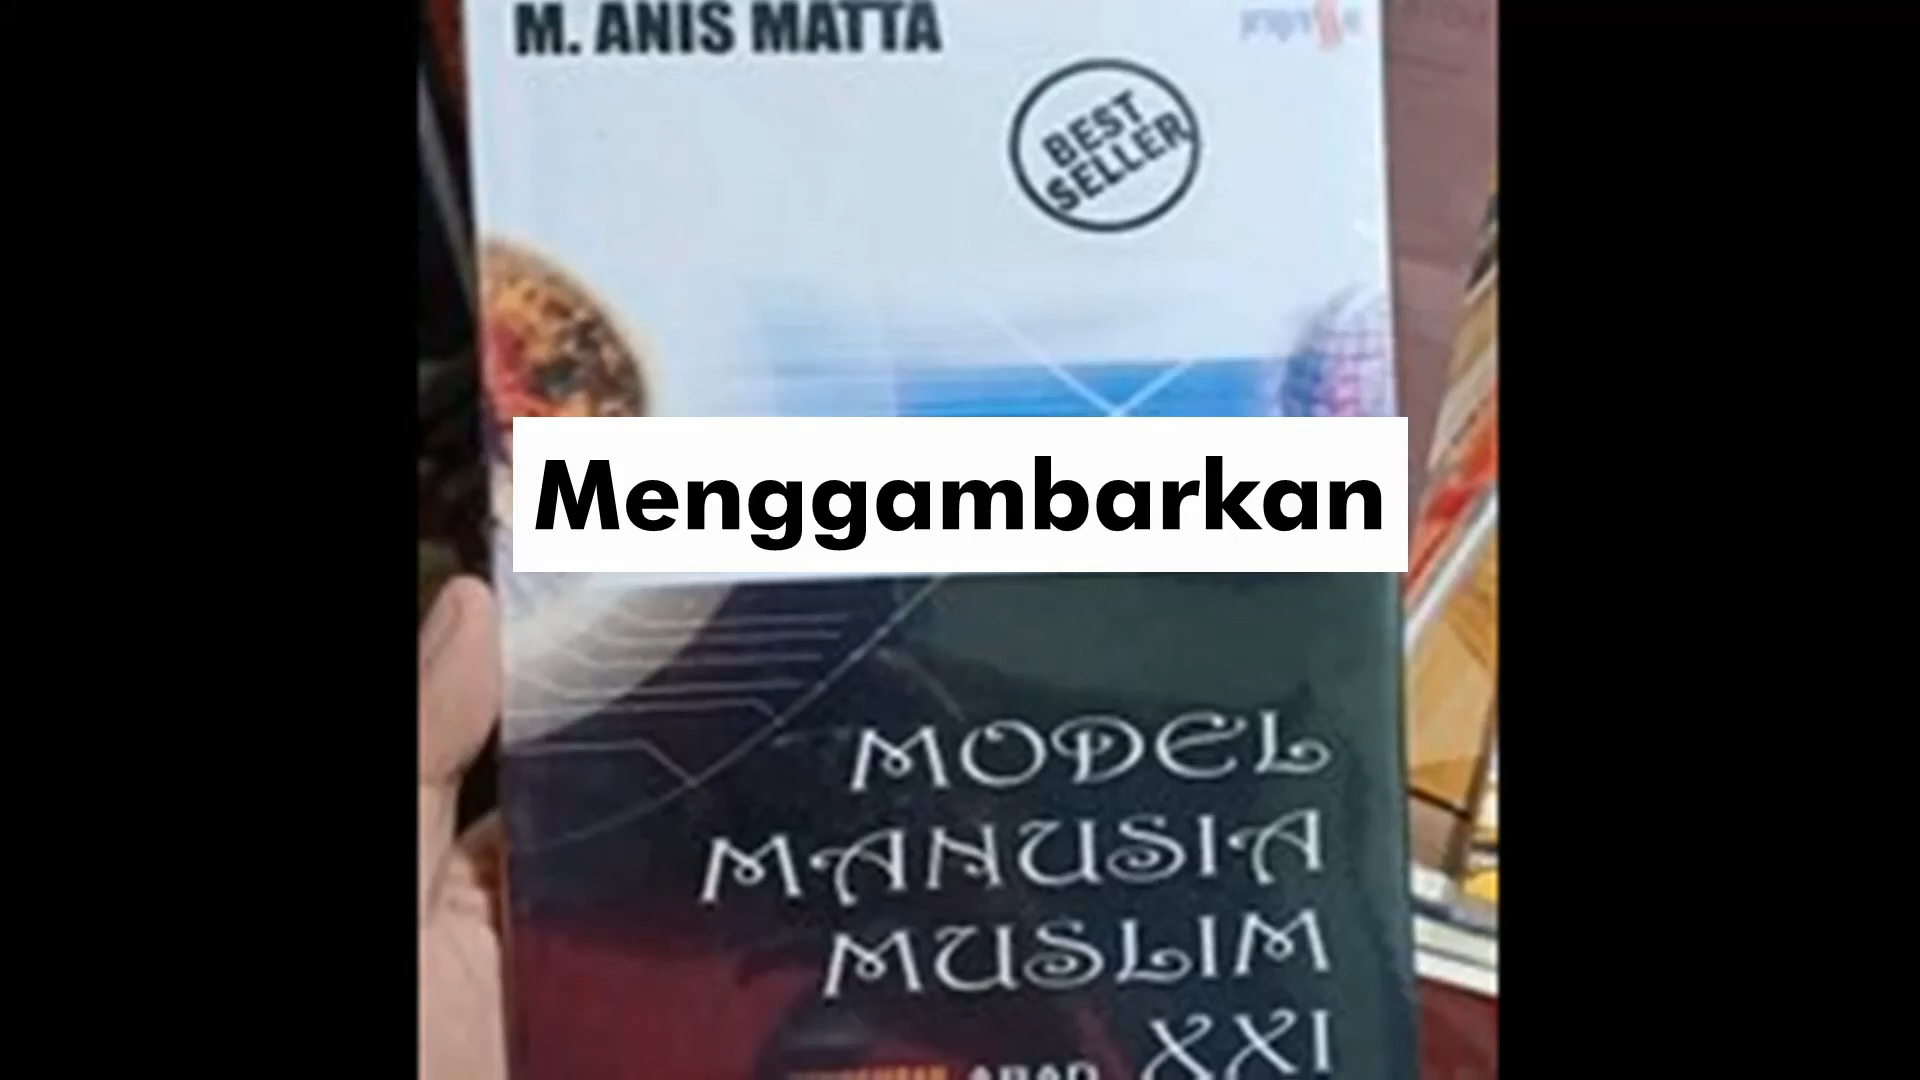 M. ANIS MATTA
BEST
SELLER
Menggambarkan
MODEL
MANUSIA
MUSLIM
XXI